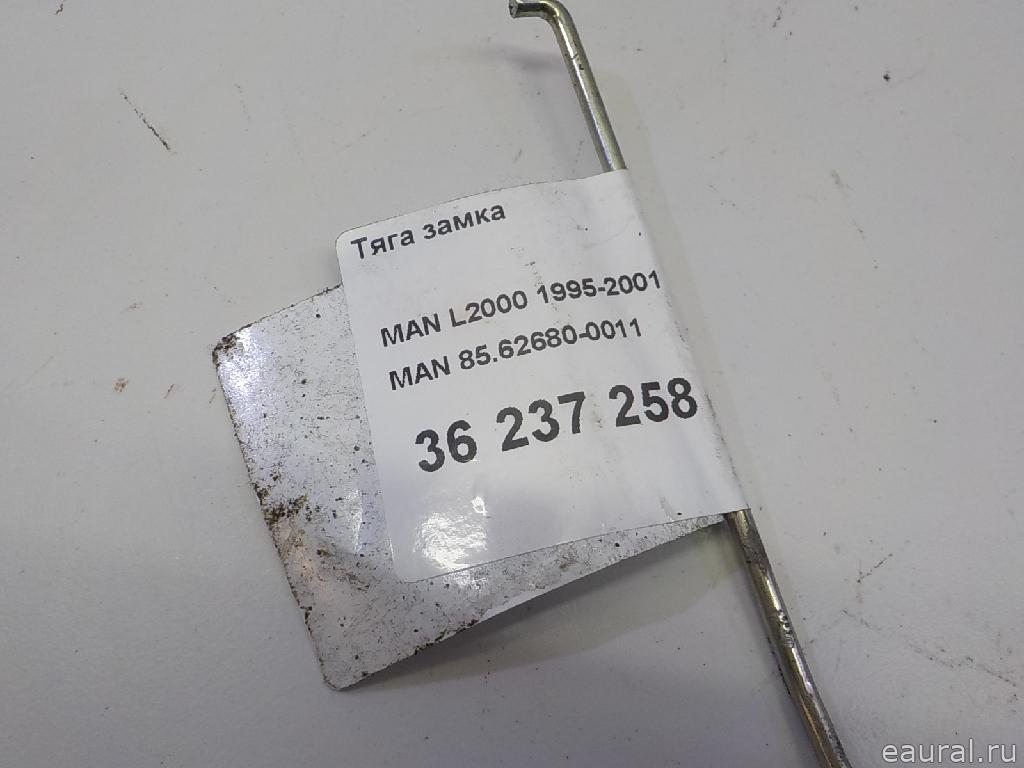 Тяга замка
MAN L2000 1995-2001
MAN 85.62680-0011
36 237 258
eaural.ru